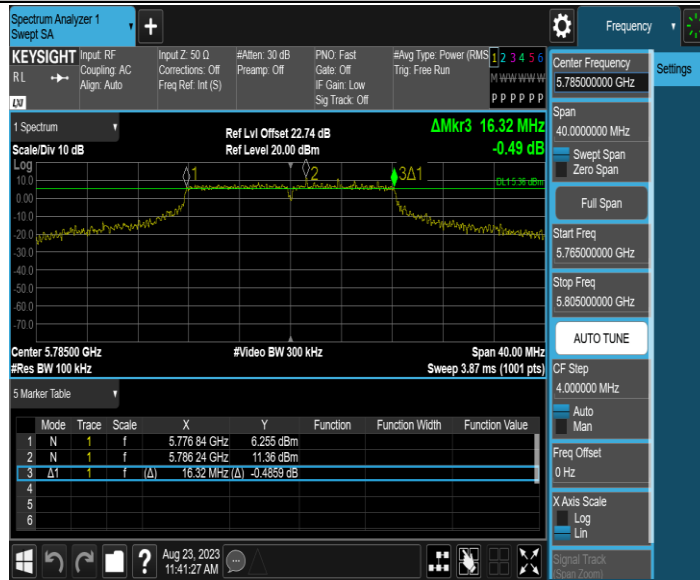 Spectrum Analyzer 1
Swept SA
+
Frequency
KEYSIGHT
RL
LXI
Input: RF
Coupling: AC
Align: Auto
Input Z: 50 Ω
Corrections: Off
Freq Ref: Int (S)
#Atten: 30 dB
Preamp: Off
PNO: Fast
Gate: Off
IF Gain: Low
Sig Track: Off
#Avg Type: Power (RMS
Trig: Free Run
1 2 3 4 5 6
M W W W W W
P P P P P P
1 Spectrum
Scale/Div 10 dB
Ref Lvl Offset 22.74 dB
Ref Level 20.00 dBm
ΔMkr3 16.32 MHz
-0.49 dB
Log
10.0
0.00
-10.0
-20.0
-30.0
-40.0
-50.0
-60.0
-70.0
1
2
3Δ1
DL1 5.36 dBm
Center 5.78500 GHz
#Res BW 100 kHz
#Video BW 300 kHz
Span 40.00 MHz
Sweep 3.87 ms (1001 pts)
5 Marker Table
Mode Trace Scale X Y Function Function Width Function Value
1 N 1 f 5.776 84 GHz 6.255 dBm
2 N 1 f 5.786 24 GHz 11.36 dBm
3 Δ1 1 f (Δ) 16.32 MHz (Δ) -0.4859 dB
4
5
6
?
Aug 23, 2023
11:41:27 AM
Center Frequency
5.785000000 GHz
Settings
Span
40.0000000 MHz
Swept Span
Zero Span
Full Span
Start Freq
5.765000000 GHz
Stop Freq
5.805000000 GHz
AUTO TUNE
CF Step
4.000000 MHz
Auto
Man
Freq Offset
0 Hz
X Axis Scale
Log
Lin
Signal Track
(Span Zoom)